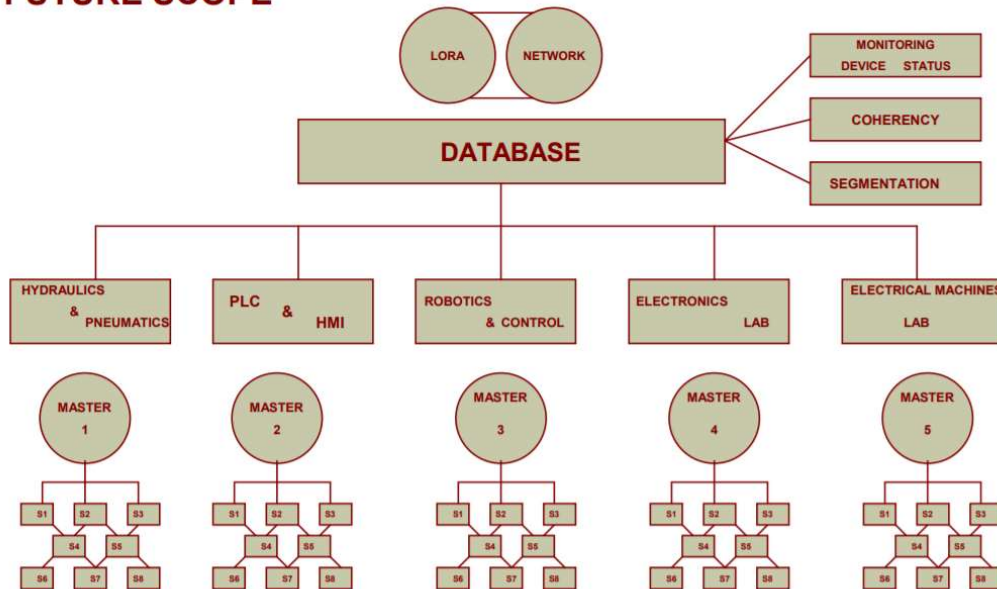 FUTURE SCOPE
LORA
NETWORK
MONITORING
DEVICE STATUS
COHERENCY
SEGMENTATION
DATABASE
HYDRAULICS
&
PNEUMATICS
PLC
&
HMI
ROBOTICS
& CONTROL
ELECTRONICS
LAB
ELECTRICAL MACHINES
LAB
MASTER
1
MASTER
2
MASTER
3
MASTER
4
MASTER
5
S1 S2 S3
S4 S5
S6 S7 S8
S1 S2 S3
S4 S5
S6 S7 S8
S1 S2 S3
S4 S5
S6 S7 S8
S1 S2 S3
S4 S5
S6 S7 S8
S1 S2 S3
S4 S5
S6 S7 S8